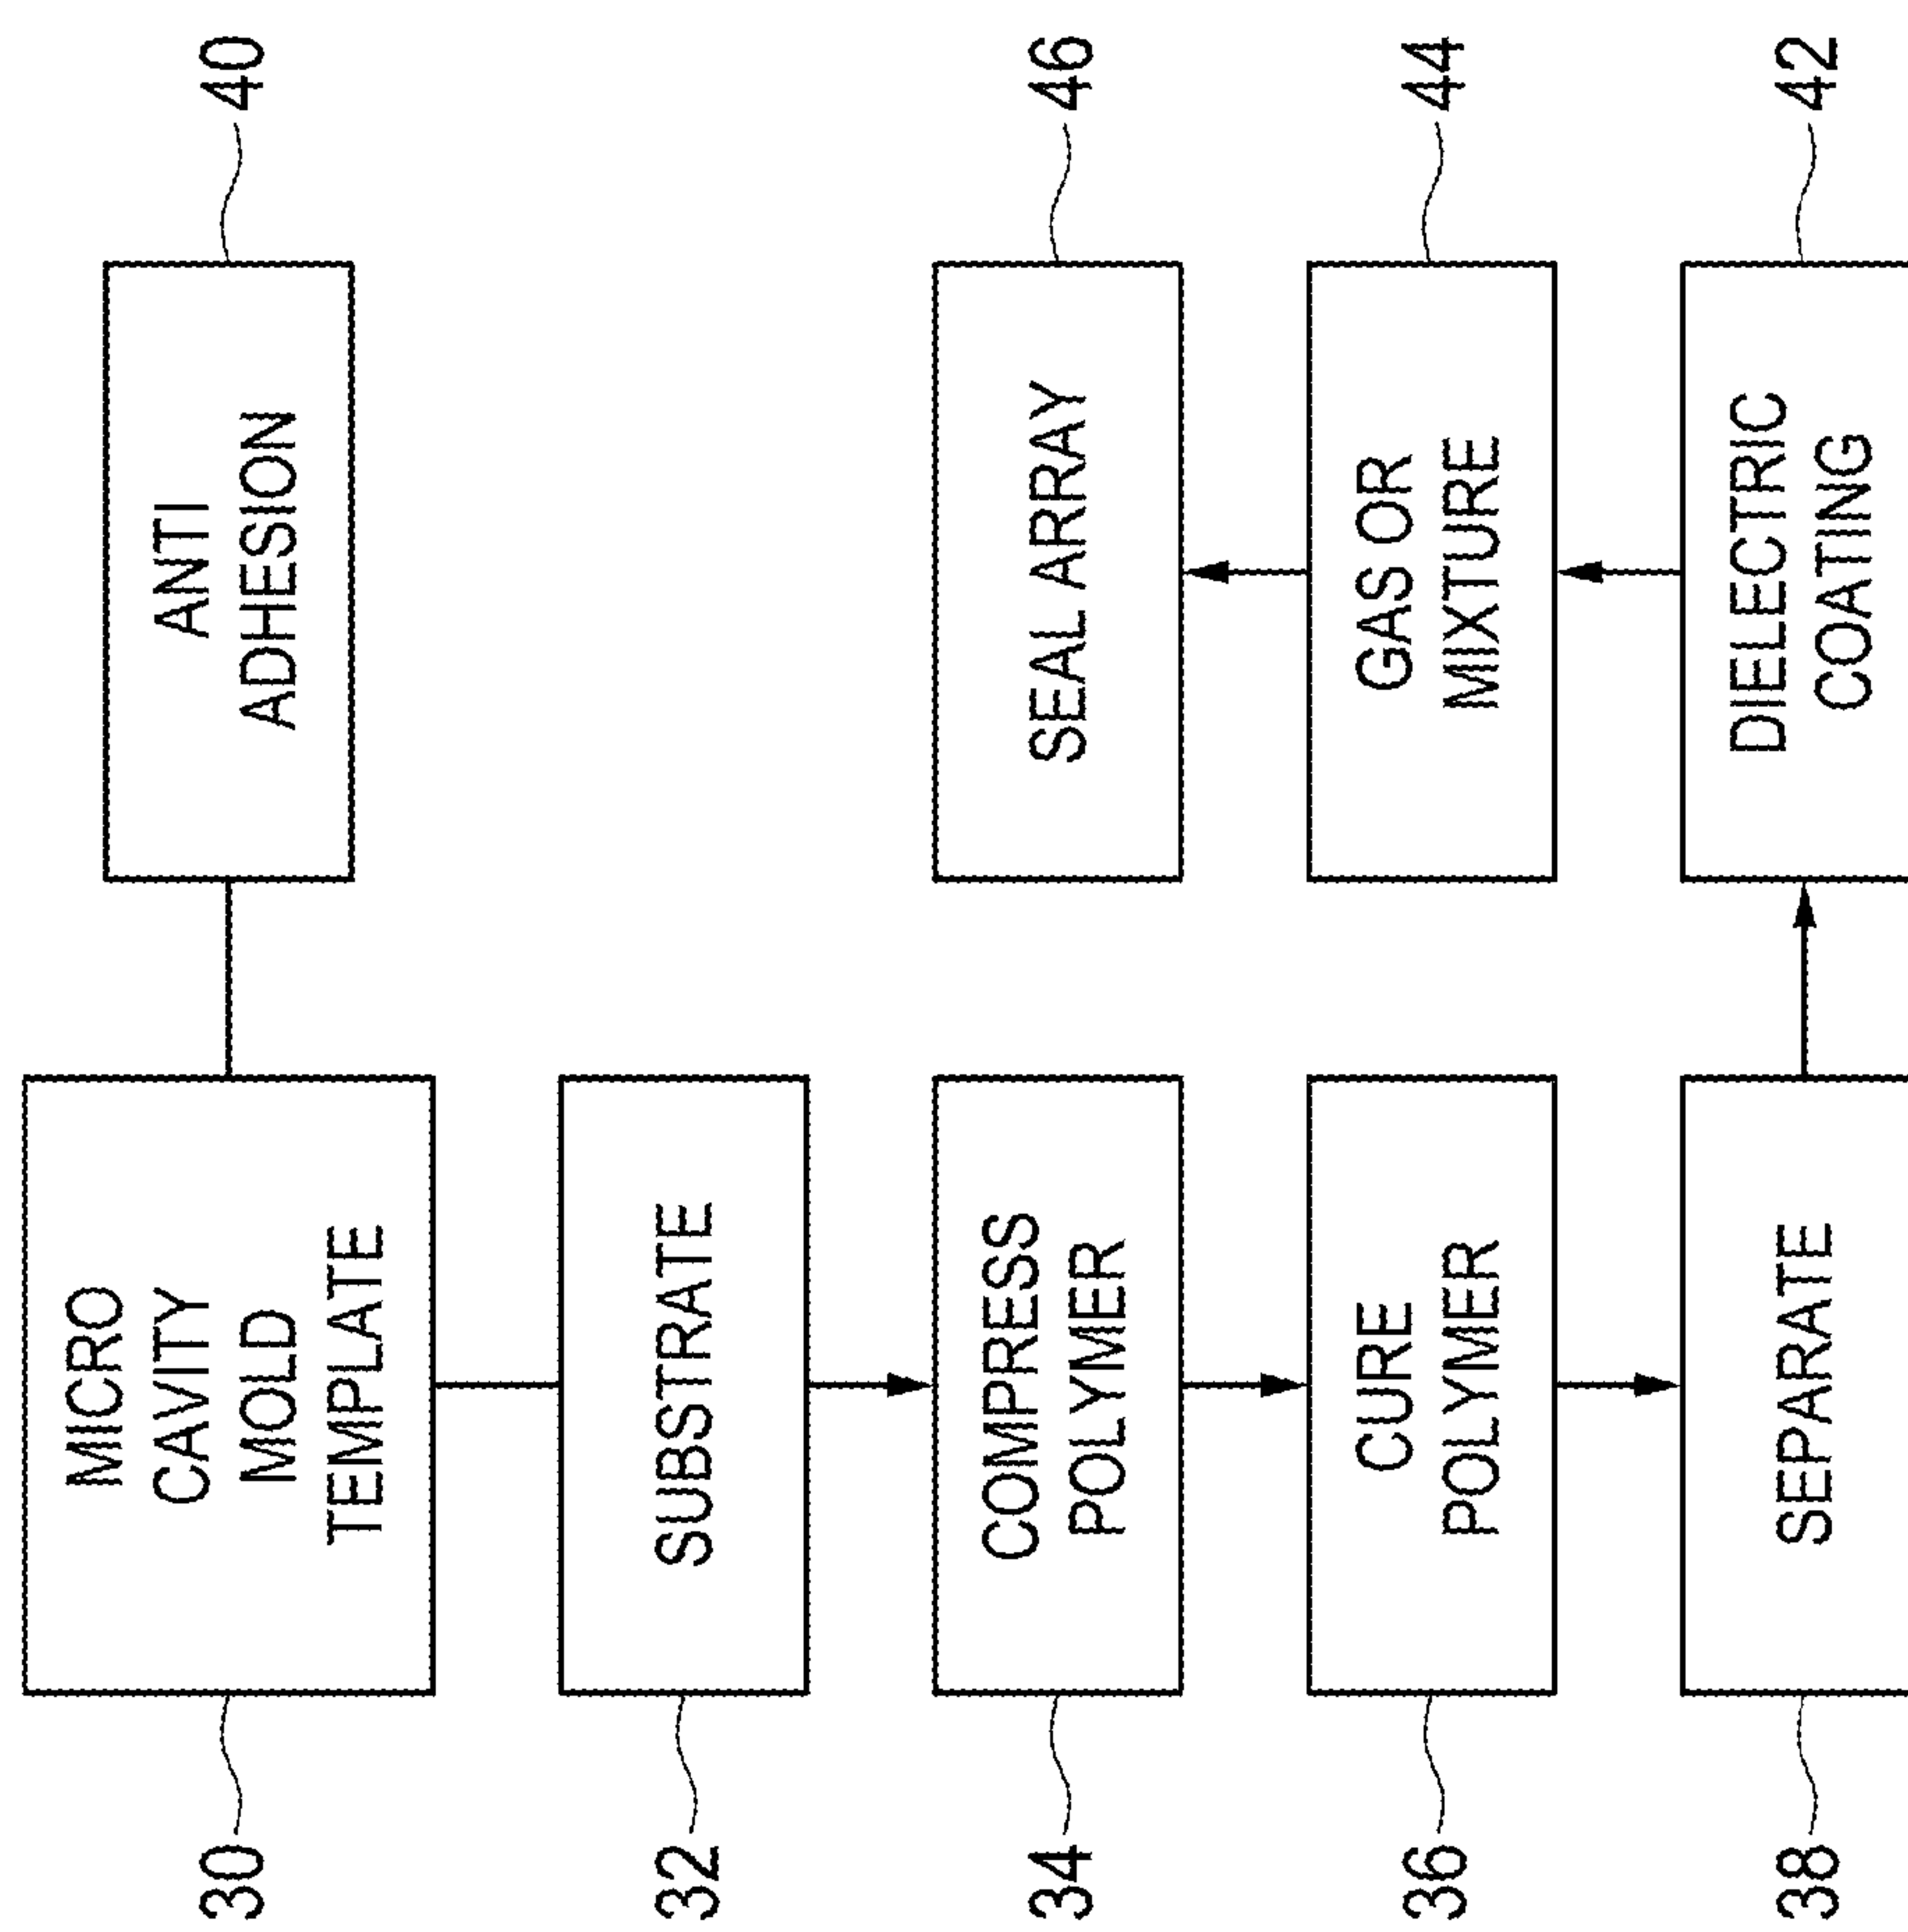 30
MICRO
CAVITY
MOLD
TEMPLATE
ANTI
ADHESION
40
32
SUBSTRATE
34
COMPRESS
POLYMER
SEAL ARRAY
46
36
CURE
POLYMER
GAS OR
MIXTURE
44
38
SEPARATE
DIELECTRIC
COATING
42